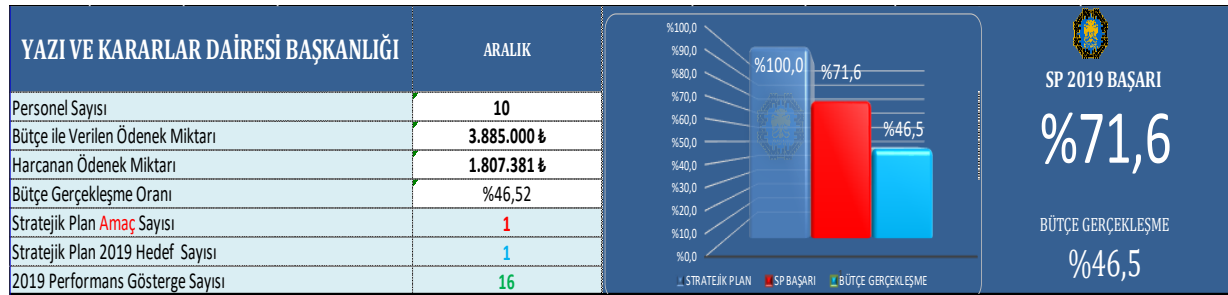 YAZI VE KARARLAR DAİRESİ BAŞKANLIĞI ARALIK
Personel Sayısı 10
Bütçe ile Verilen Ödenek Miktarı 3.885.000 ₺
Harcanan Ödenek Miktarı 1.807.381 ₺
Bütçe Gerçekleşme Oranı %46,52
Stratejik Plan Amaç Sayısı 1
Stratejik Plan 2019 Hedef Sayısı 1
2019 Performans Gösterge Sayısı 16
%100,0
%90,0
%80,0
%70,0
%60,0
%50,0
%40,0
%30,0
%20,0
%10,0
%0,0
%100,0
%71,6
%46,5
STRATEJİK PLAN SP BAŞARI BÜTÇE GERÇEKLEŞME
SP 2019 BAŞARI
%71,6
BÜTÇE GERÇEKLEŞME
%46,5